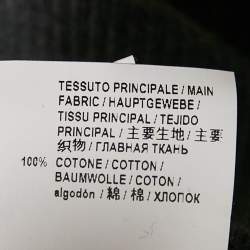 TESSUTO PRINCIPALE / MAIN
FABRIC / HAUPTGEWEBE /
TISSU PRINCIPAL / TEJIDO
PRINCIPAL / 主要生地 / 主要
织物 / ГЛАВНАЯ ТКАНЬ
100% COTONE / COTTON /
BAUMWOLLE / COTON /
algodón / 綿 / 棉 / ХЛОПОК